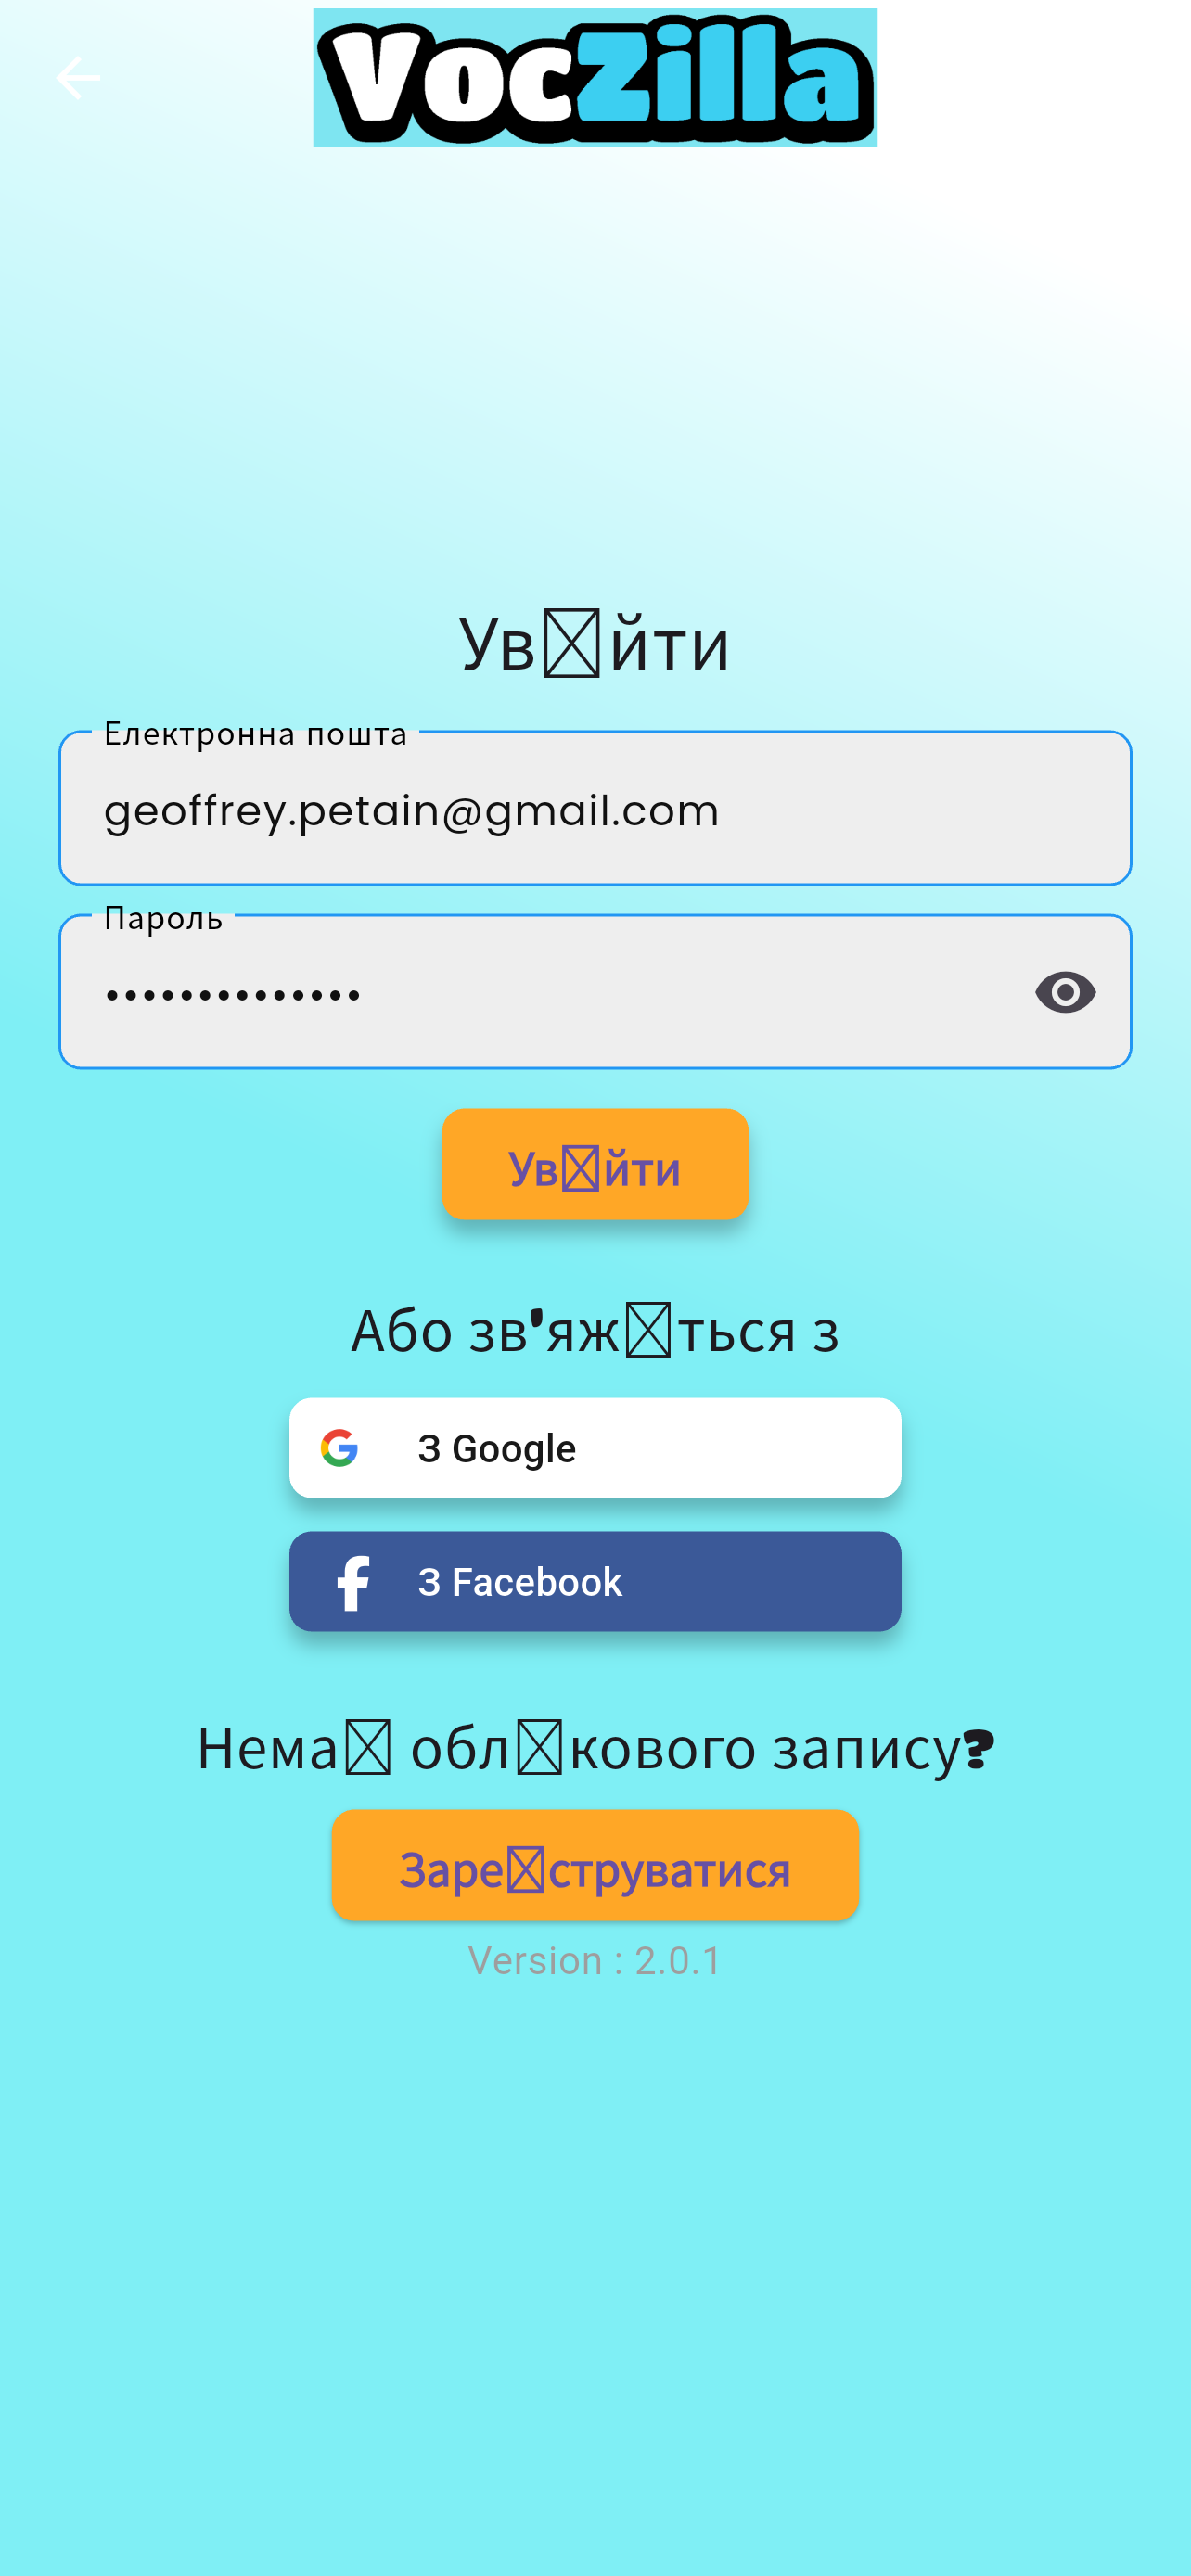 VocZilla
Ув☒йти
Електронна пошта
geoffrey.petain@gmail.com
Пароль
••••••••••••••
Ув☒йти
Або зв'яж☒ться з
З Google
З Facebook
Нема☒ обл☒кового запису?
Заре☒струватися
Version : 2.0.1